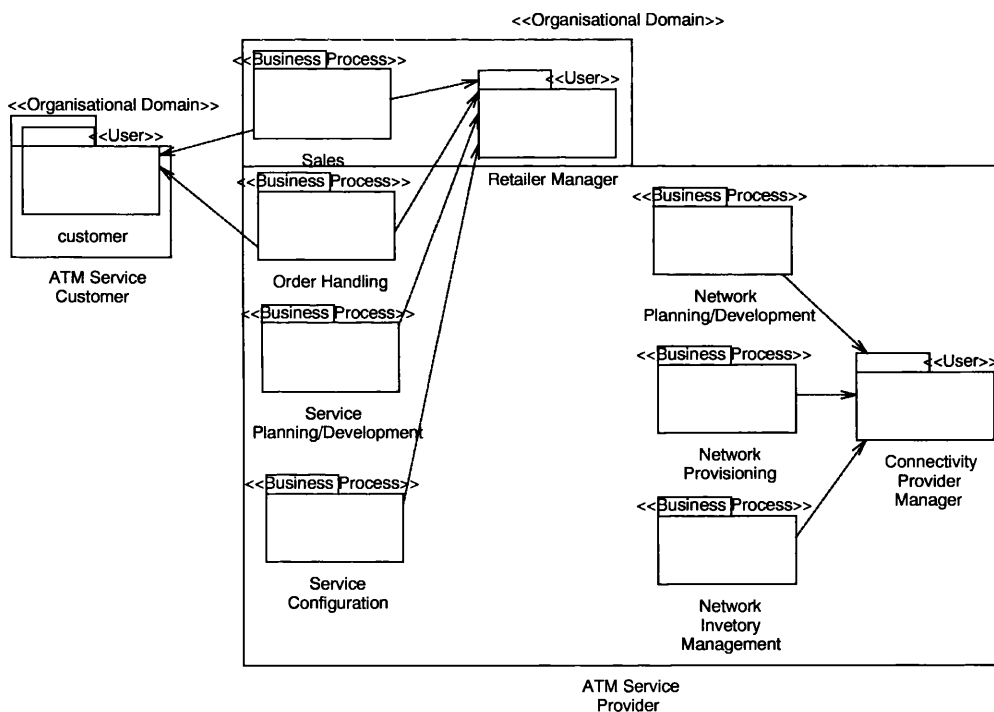 <<Organisational Domain>>
<<Business Process>>
<<User>>
<<Organisational Domain>>
<<User>>
Sales
<<Business Process>>
Retailer Manager
<<Business Process>>
customer
ATM Service
Customer
Order Handling
Network
Planning/Development
<<Business Process>>
<<Business Process>>
<<User>>
Service
Planning/Development
Network
Provisioning
Connectivity
Provider
Manager
<<Business Process>>
<<Business Process>>
Service
Configuration
Network
Invetory
Management
ATM Service
Provider